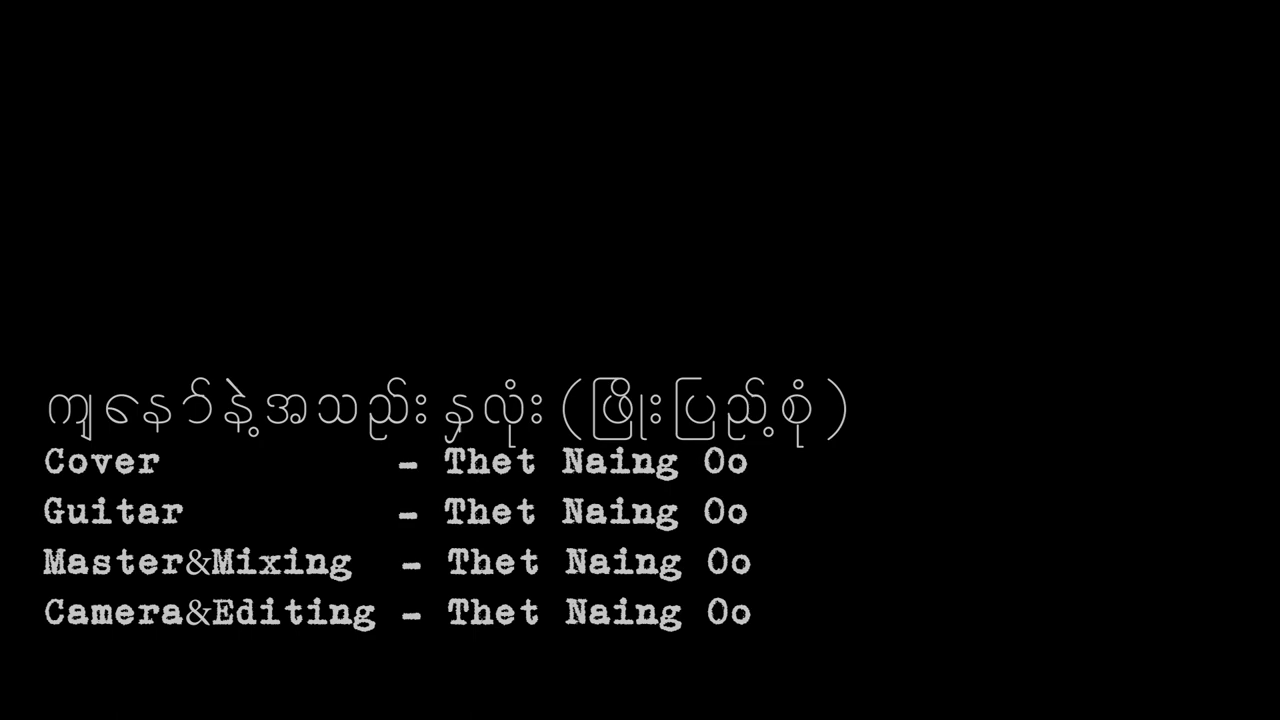 ကျနော်နဲ့အသည်းနှလုံး (ဖြိုးပြည့်စုံ)
Cover - Thet Naing Oo
Guitar - Thet Naing Oo
Master&Mixing - Thet Naing Oo
Camera&Editing - Thet Naing Oo